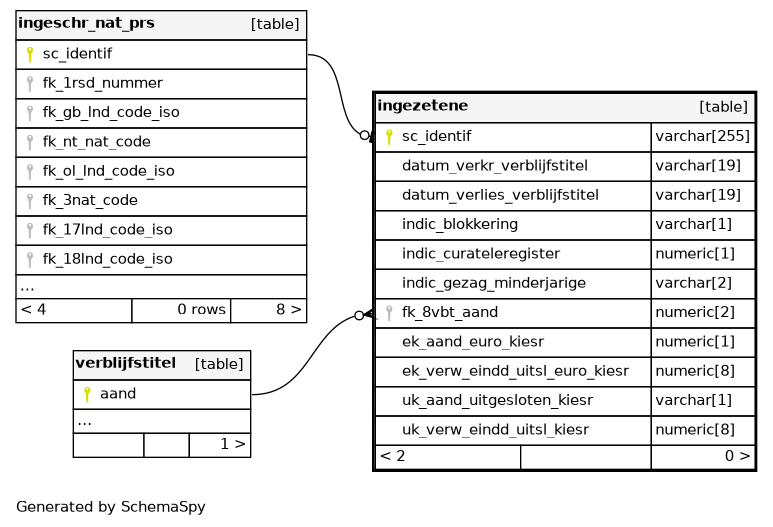 ingeschr_nat_prs [table]
sc_identif
fk_1rsd_nummer
fk_gb_lnd_code_iso
fk_nt_nat_code
fk_ol_lnd_code_iso
fk_3nat_code
fk_17lnd_code_iso
fk_18lnd_code_iso
...
< 4 0 rows 8 >
verblijfstitel [table]
aand
...
1 >
ingezetene [table]
sc_identif varchar[255]
datum_verkr_verblijfstitel varchar[19]
datum_verlies_verblijfstitel varchar[19]
indic_blokkering varchar[1]
indic_curateleregister numeric[1]
indic_gezag_minderjarige varchar[2]
fk_8vbt_aand numeric[2]
ek_aand_euro_kiesr numeric[1]
ek_verw_eindd_uitsl_euro_kiesr numeric[8]
uk_aand_uitgesloten_kiesr varchar[1]
uk_verw_eindd_uitsl_kiesr numeric[8]
< 2 0 >
Generated by SchemaSpy